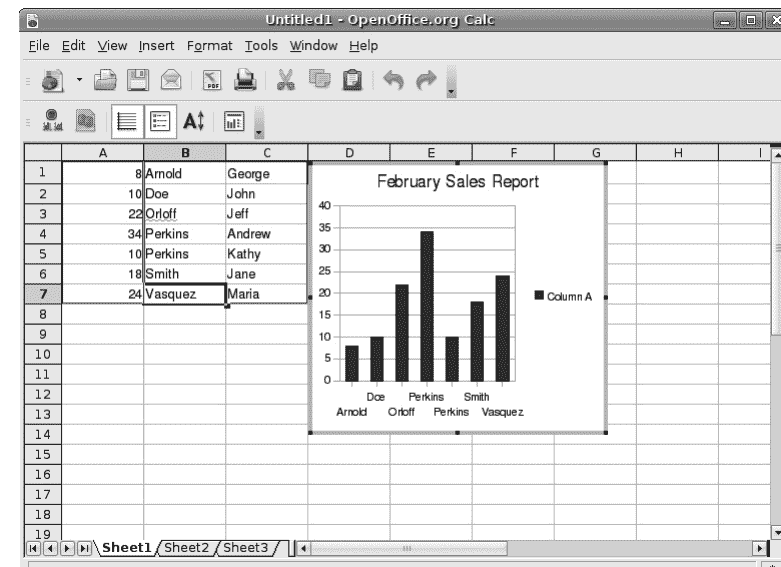 Untitled1 - OpenOffice.org Calc
File Edit View Insert Format Tools Window Help
PDF
A
A B C D E F G H I
1 8 Arnold George
2 10 Doe John
3 22 Orloff Jeff
4 34 Perkins Andrew
5 10 Perkins Kathy
6 18 Smith Jane
7 24 Vasquez Maria
8
9
10
11
12
13
14
15
16
17
18
19
February Sales Report
40
35
30
25
20
15
10
5
0
Doe Perkins Smith
Arnold Orloff Perkins Vasquez
Column A
Sheet1 Sheet2 Sheet3